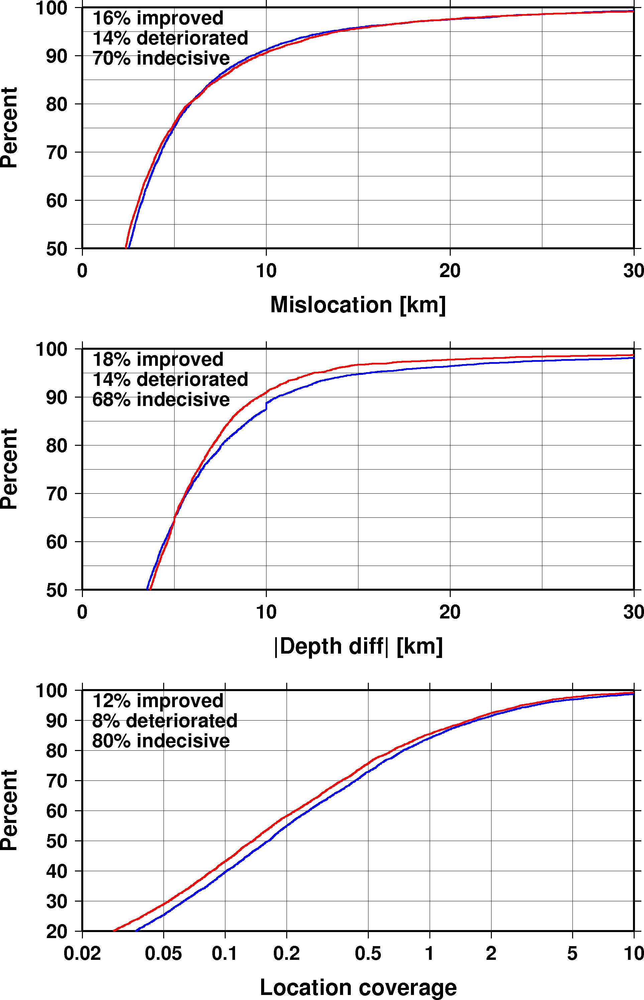 100
90
80
70
60
50
Percent
16% improved
14% deteriorated
70% indecisive
0 10 20 30
Mislocation [km]
100
90
80
70
60
50
Percent
18% improved
14% deteriorated
68% indecisive
0 10 20 30
|Depth diff| [km]
100
90
80
70
60
50
40
30
20
Percent
12% improved
8% deteriorated
80% indecisive
0.02 0.05 0.1 0.2 0.5 1 2 5 10
Location coverage